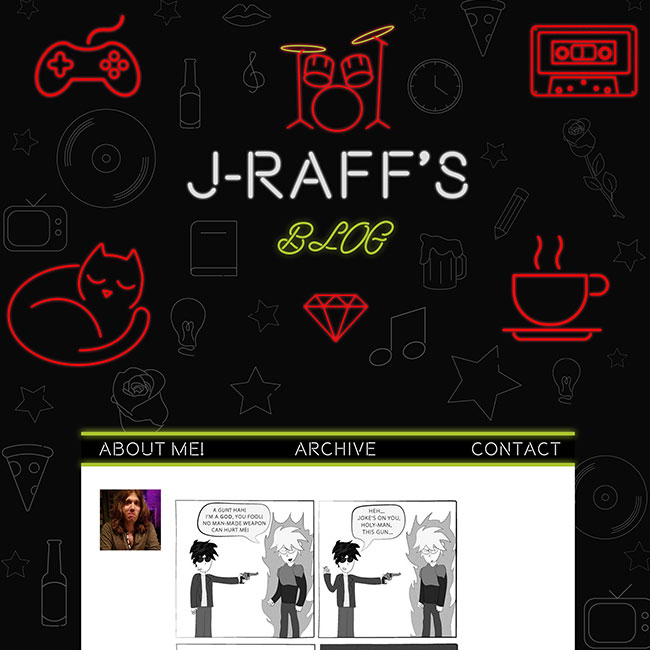 J-RAFF'S
BLOG
ABOUT ME!
ARCHIVE
CONTACT
A GUN? HAH!
I'M A GOD, YOU FOOL!
NO MAN-MADE WEAPON
CAN HURT ME!
HEH...
JOKE'S ON YOU,
HOLY-MAN,
THIS GUN...